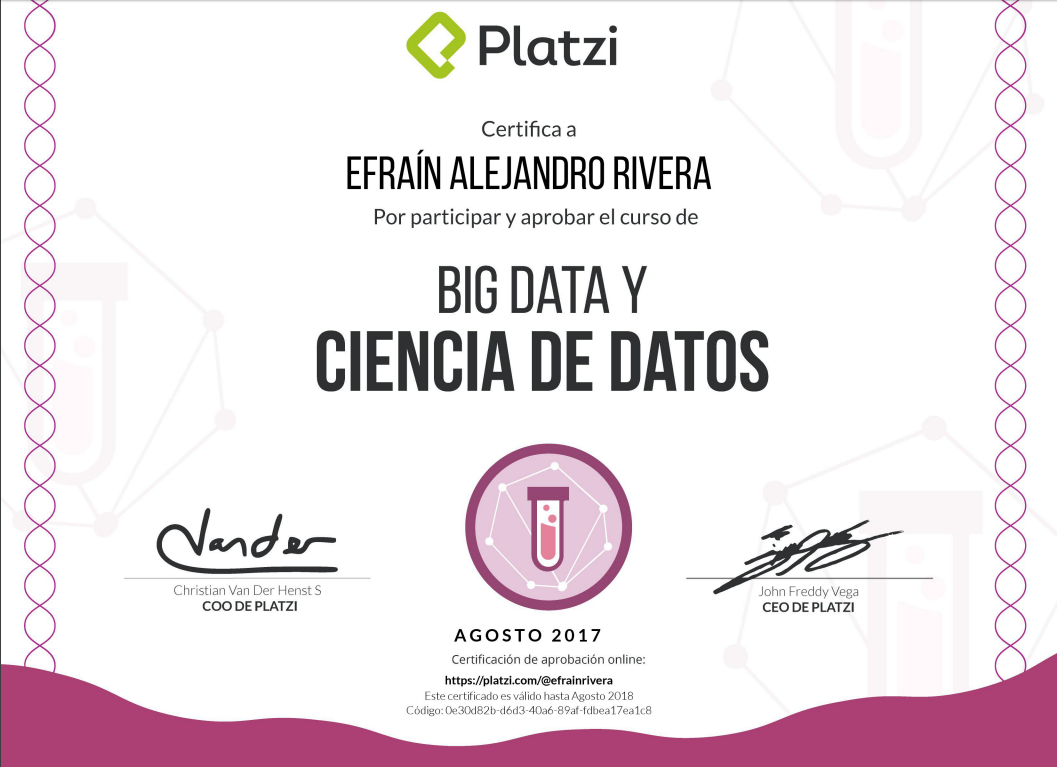 Platzi
Certifica a
EFRAÍN ALEJANDRO RIVERA
Por participar y aprobar el curso de
BIG DATA Y
CIENCIA DE DATOS
Vander
Christian Van Der Henst S
COO DE PLATZI
John Freddy Vega
CEO DE PLATZI
AGOSTO 2017
Certificación de aprobación online:
https://platzi.com/@efrainrivera
Este certificado es válido hasta Agosto 2018
Código: 0e30d82b-d6d3-40a6-89af-fdbea17ea1c8